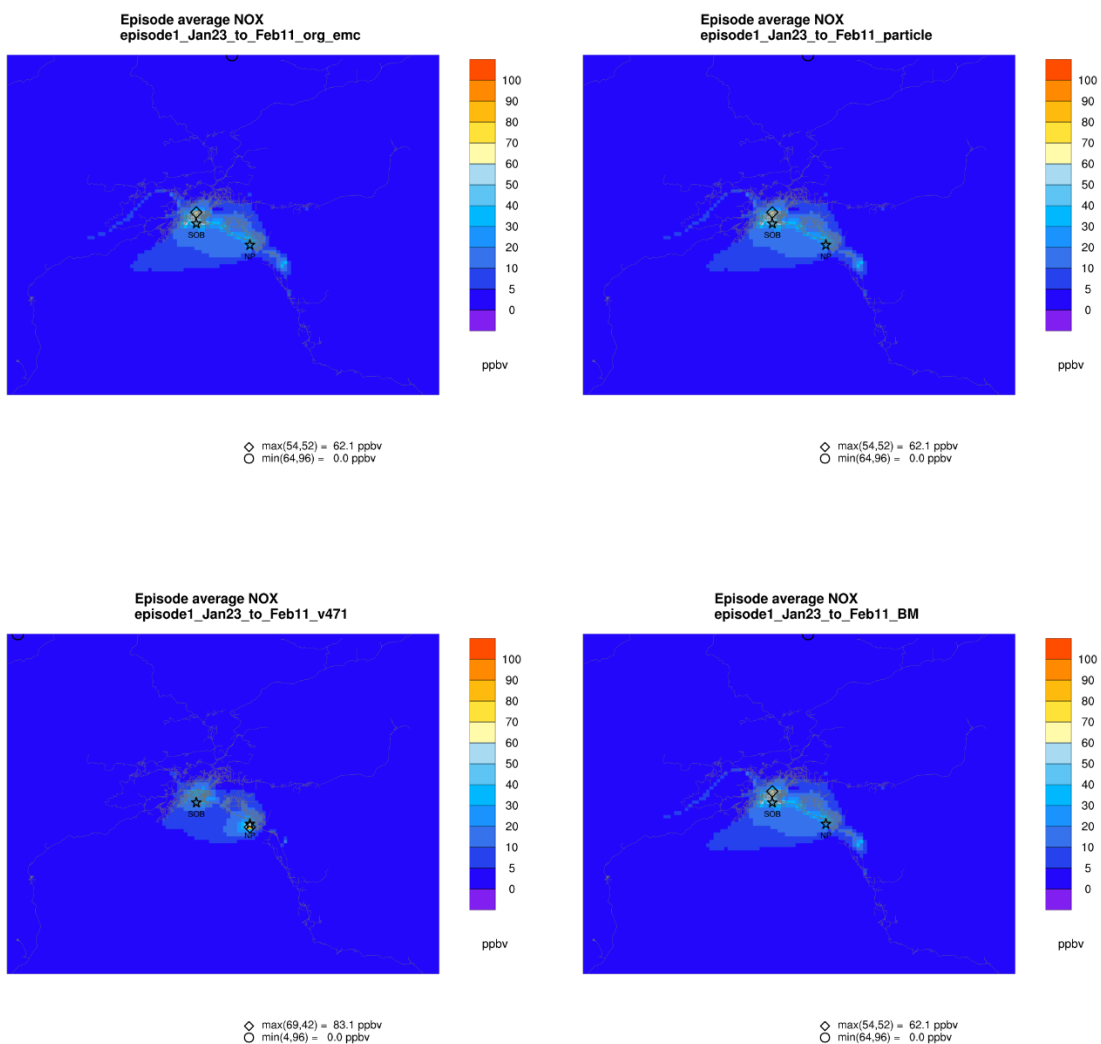 Episode average NOX
episode1_Jan23_to_Feb11_org_emc
100
90
80
70
60
50
40
30
20
10
5
0
ppbv
SOB
NP
max(54,52) = 62.1 ppbv
min(64,96) = 0.0 ppbv
Episode average NOX
episode1_Jan23_to_Feb11_particle
100
90
80
70
60
50
40
30
20
10
5
0
ppbv
SOB
NP
max(54,52) = 62.1 ppbv
min(64,96) = 0.0 ppbv
Episode average NOX
episode1_Jan23_to_Feb11_v471
100
90
80
70
60
50
40
30
20
10
5
0
ppbv
SOB
NP
max(69,42) = 83.1 ppbv
min(4,96) = 0.0 ppbv
Episode average NOX
episode1_Jan23_to_Feb11_BM
100
90
80
70
60
50
40
30
20
10
5
0
ppbv
SOB
NP
max(54,52) = 62.1 ppbv
min(64,96) = 0.0 ppbv